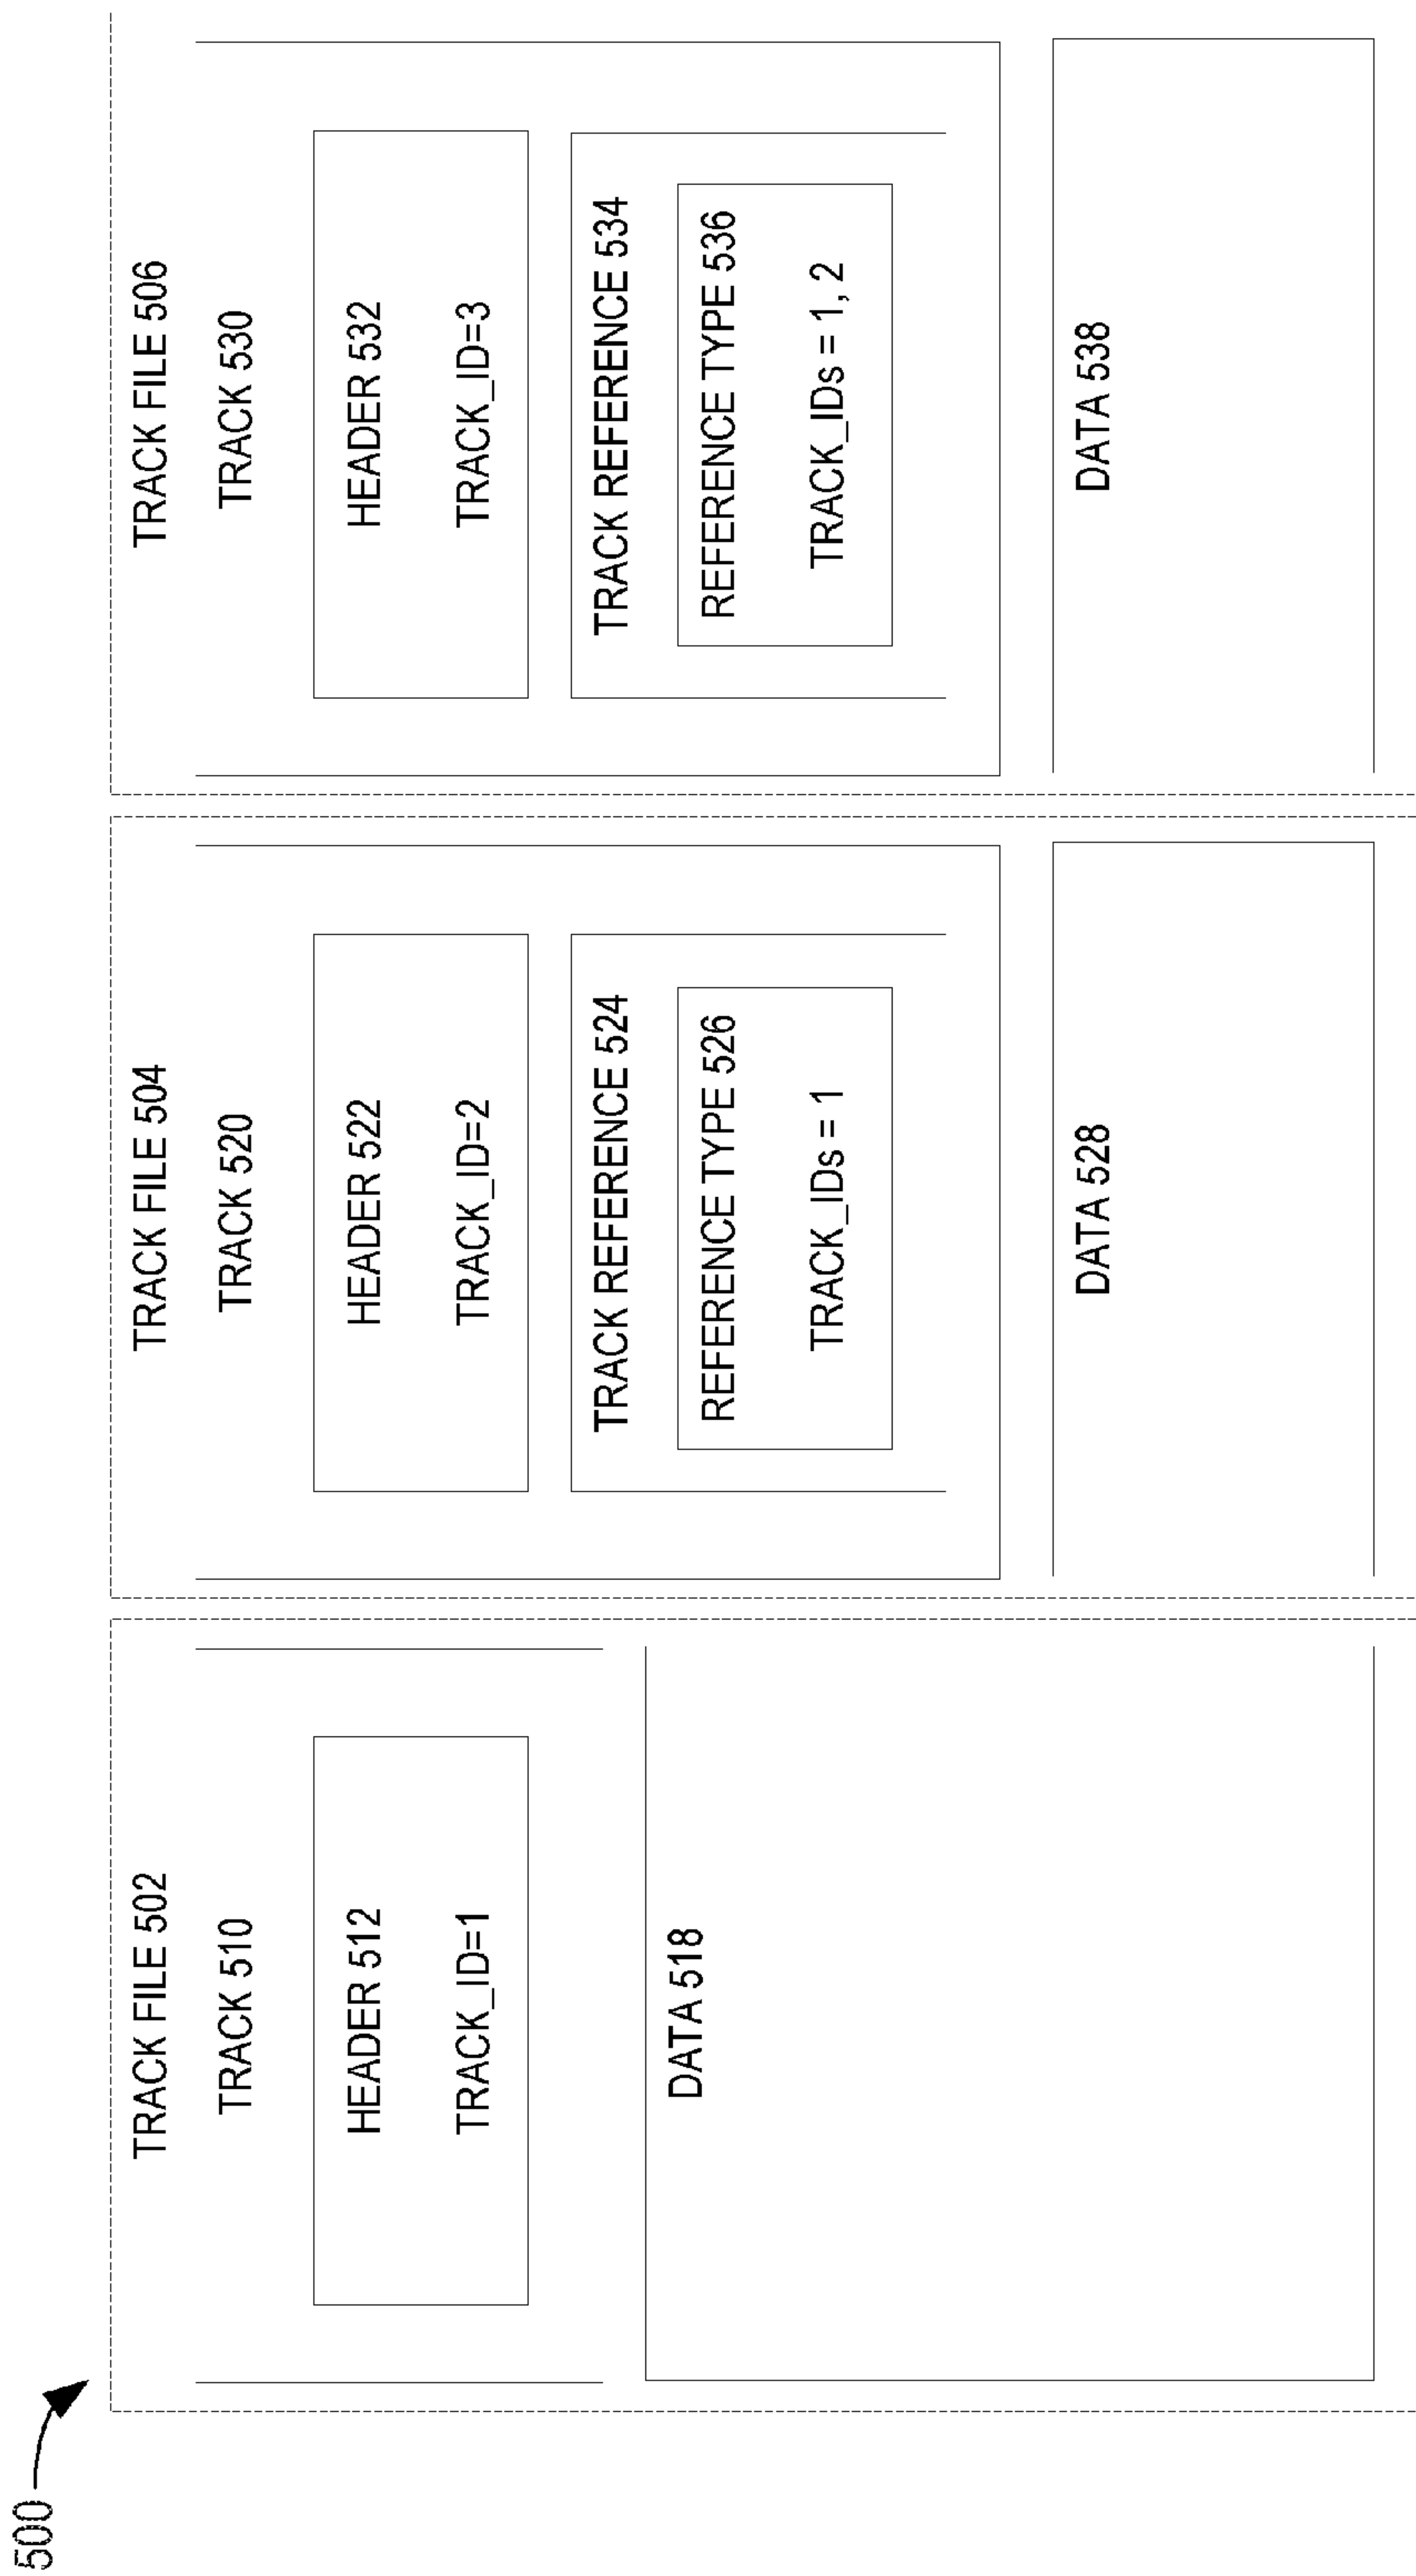 500
TRACK FILE 502
TRACK 510
HEADER 512
TRACK_ID=1
DATA 518
TRACK FILE 504
TRACK 520
HEADER 522
TRACK_ID=2
TRACK REFERENCE 524
REFERENCE TYPE 526
TRACK_IDs = 1
DATA 528
TRACK FILE 506
TRACK 530
HEADER 532
TRACK_ID=3
TRACK REFERENCE 534
REFERENCE TYPE 536
TRACK_IDs = 1, 2
DATA 538